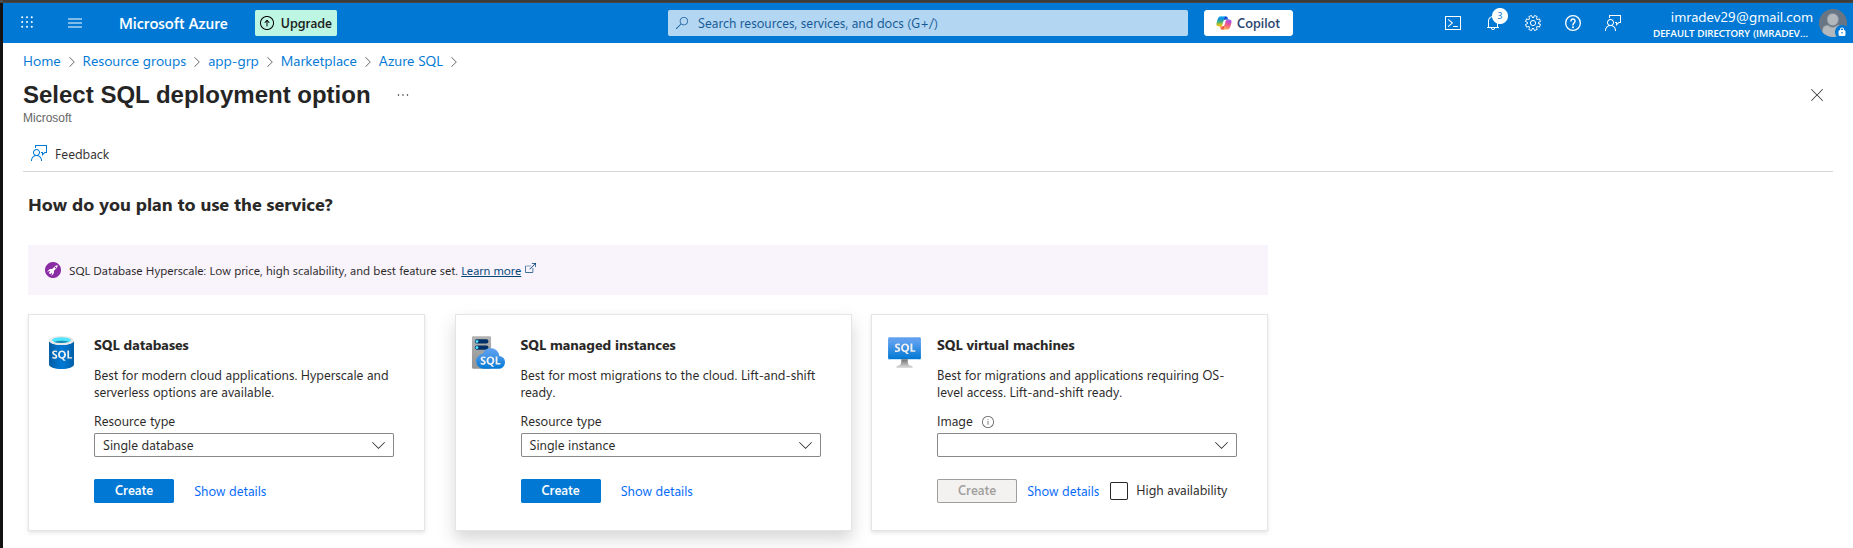 Microsoft Azure Upgrade Search resources, services, and docs (G+/) Copilot 3 imradev29@gmail.com
DEFAULT DIRECTORY (IMRADEV...
Home > Resource groups > app-grp > Marketplace > Azure SQL >
Select SQL deployment option ...
Microsoft
Feedback
How do you plan to use the service?
SQL Database Hyperscale: Low price, high scalability, and best feature set. Learn more
SQL
SQL databases
Best for modern cloud applications. Hyperscale and
serverless options are available.
Resource type
Single database
Create Show details
SQL
SQL managed instances
Best for most migrations to the cloud. Lift-and-shift
ready.
Resource type
Single instance
Create Show details
SQL
SQL virtual machines
Best for migrations and applications requiring OS-
level access. Lift-and-shift ready.
Image
Create Show details High availability